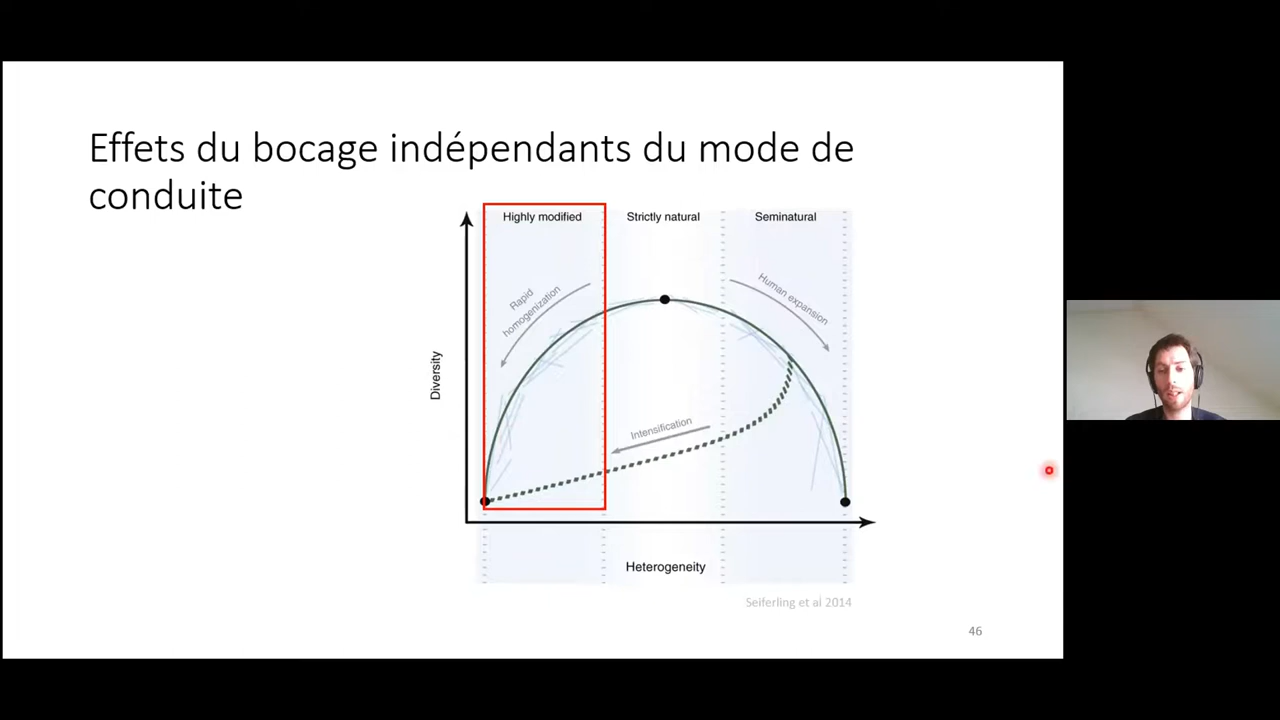 Effets du bocage indépendants du mode de
conduite
Highly modified
Strictly natural
Seminatural
Rapid
homogenization
Human expansion
Diversity
Intensification
Heterogeneity
Seiferling et al 2014
46